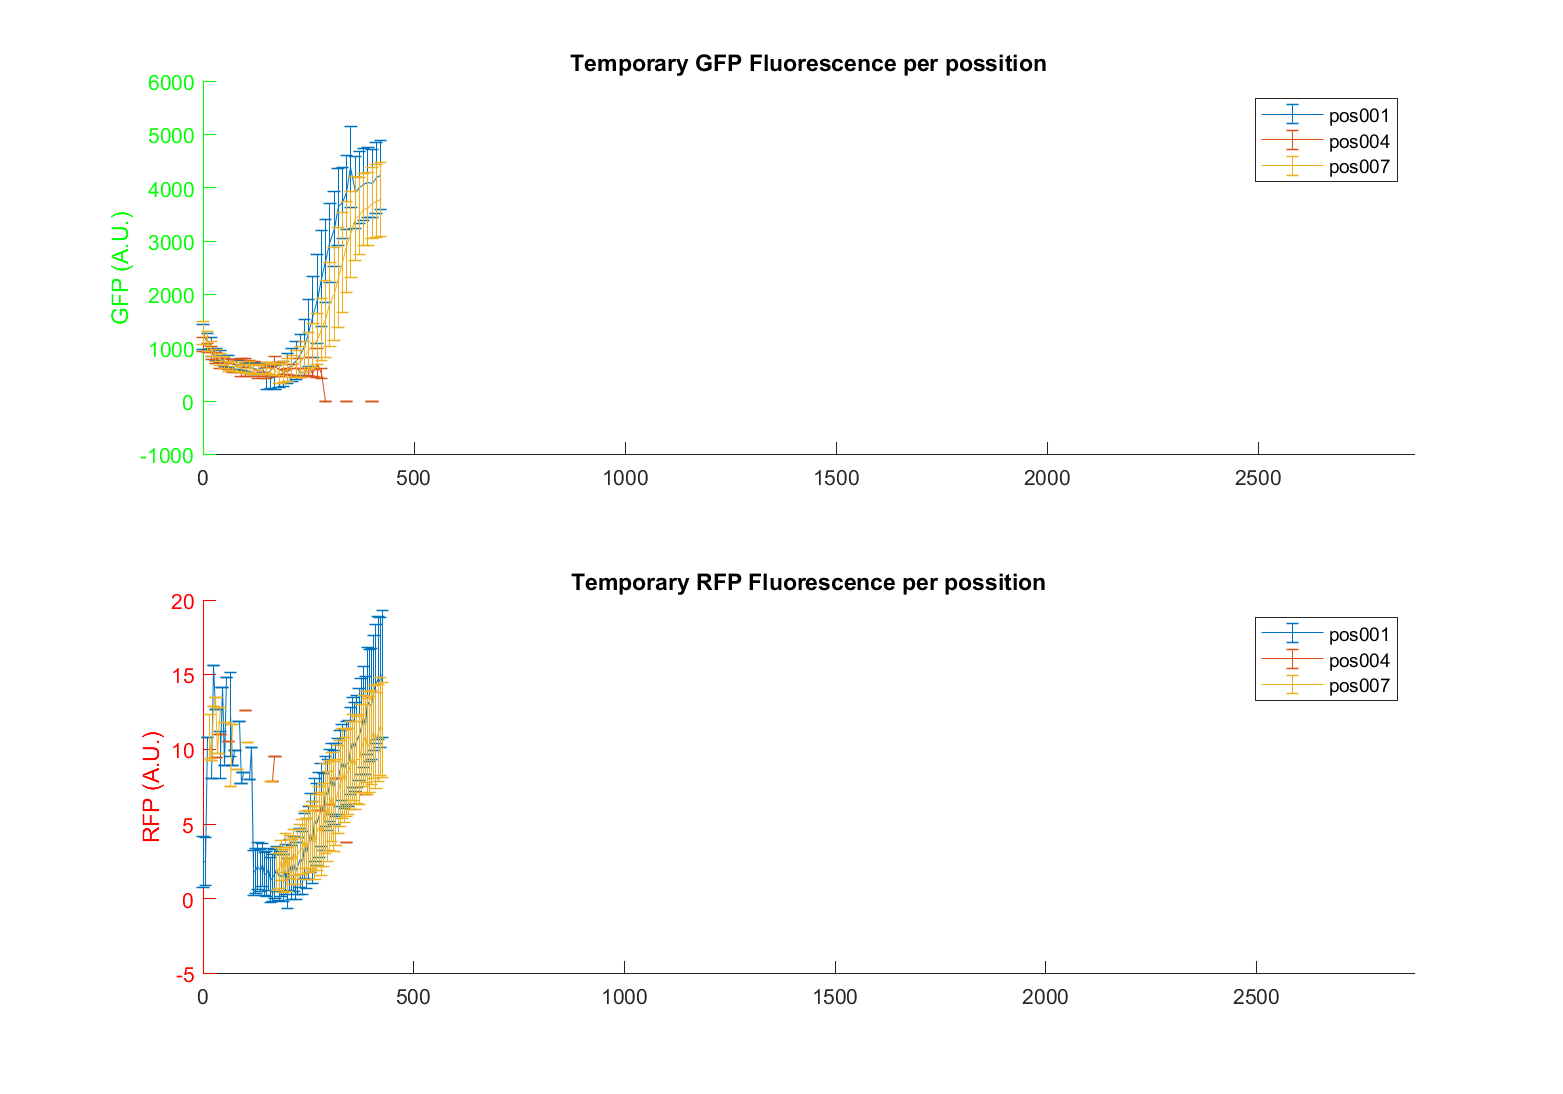 Temporary GFP Fluorescence per possition
6000
5000
4000
3000
2000
1000
0
-1000
GFP (A.U.)
0 500 1000 1500 2000 2500
pos001
pos004
pos007
Temporary RFP Fluorescence per possition
20
15
10
5
0
-5
RFP (A.U.)
0 500 1000 1500 2000 2500
pos001
pos004
pos007